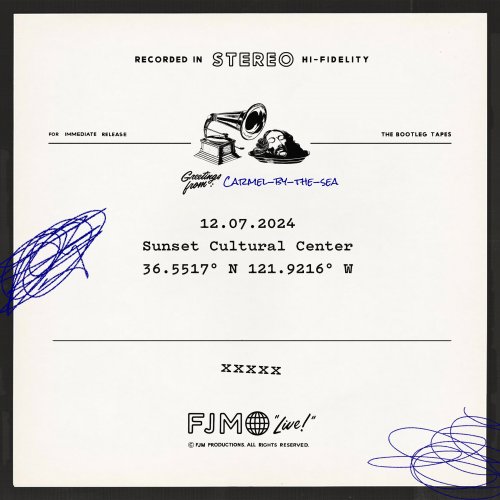 RECORDED IN STEREO HI-FIDELITY
FOR IMMEDIATE RELEASE
THE BOOTLEG TAPES
Greetings from: CARMEL-BY-THE-SEA
12.07.2024
Sunset Cultural Center
36.5517° N 121.9216° W
XXXXX
FJM "Live!"
© FJM PRODUCTIONS. ALL RIGHTS RESERVED.